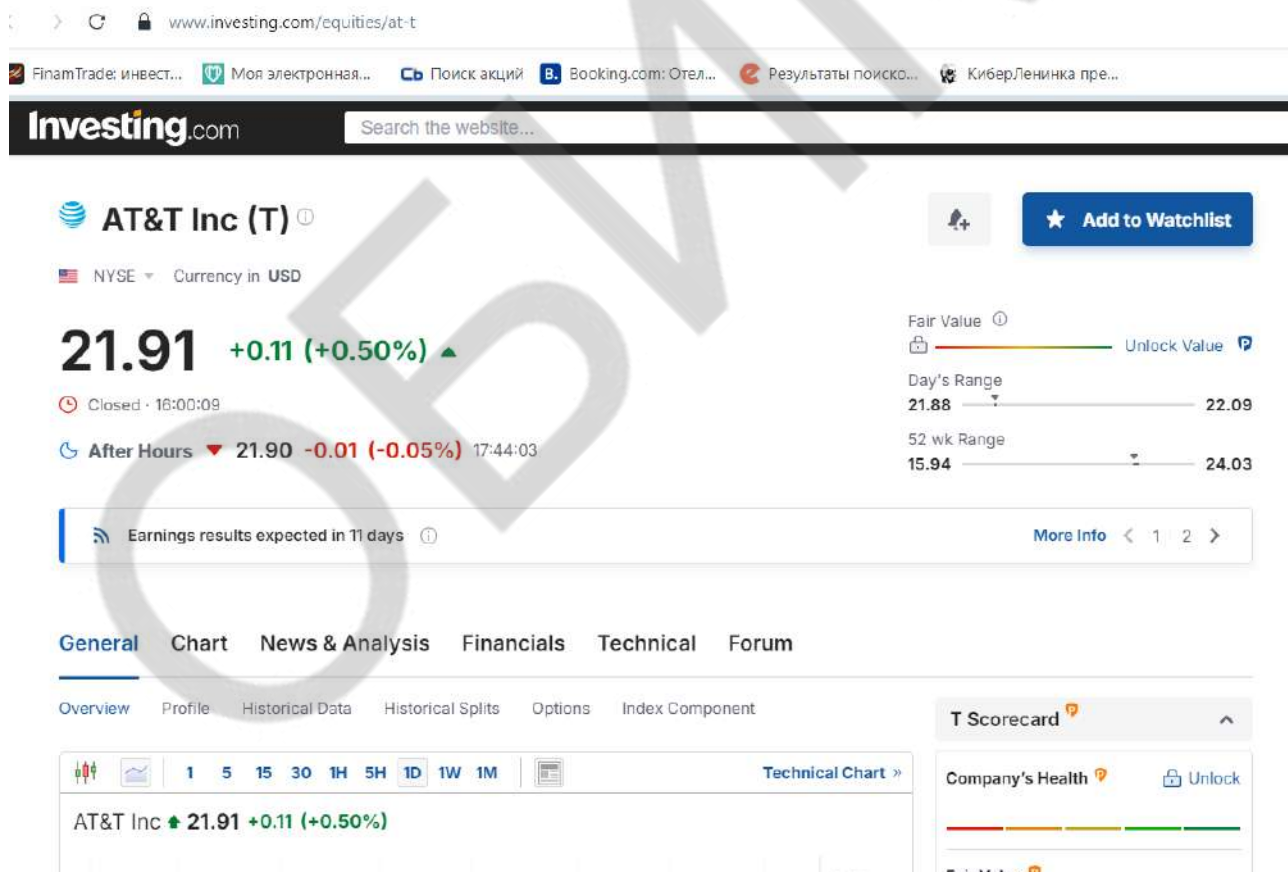 www.investing.com/equities/at-t
FinamTrade: инвест... Моя электронная... СЬ Поиск акций B. Booking.com: Отел... Результаты поиско... КиберЛенинка пре...
Investing.com Search the website...
AT&T Inc (T) Add to Watchlist
NYSE Currency in USD
21.91 +0.11 (+0.50%)
Closed · 16:00:09
After Hours 21.90 -0.01 (-0.05%) 17:44:03
Fair Value
Unlock Value
Day's Range
21.88 22.09
52 wk Range
15.94 24.03
Earnings results expected in 11 days More Info 1 2
General Chart News & Analysis Financials Technical Forum
Overview Profile Historical Data Historical Splits Options Index Component
1 5 15 30 1H 5H 1D 1W 1M Technical Chart »
AT&T Inc 21.91 +0.11 (+0.50%)
T Scorecard
Company's Health Unlock